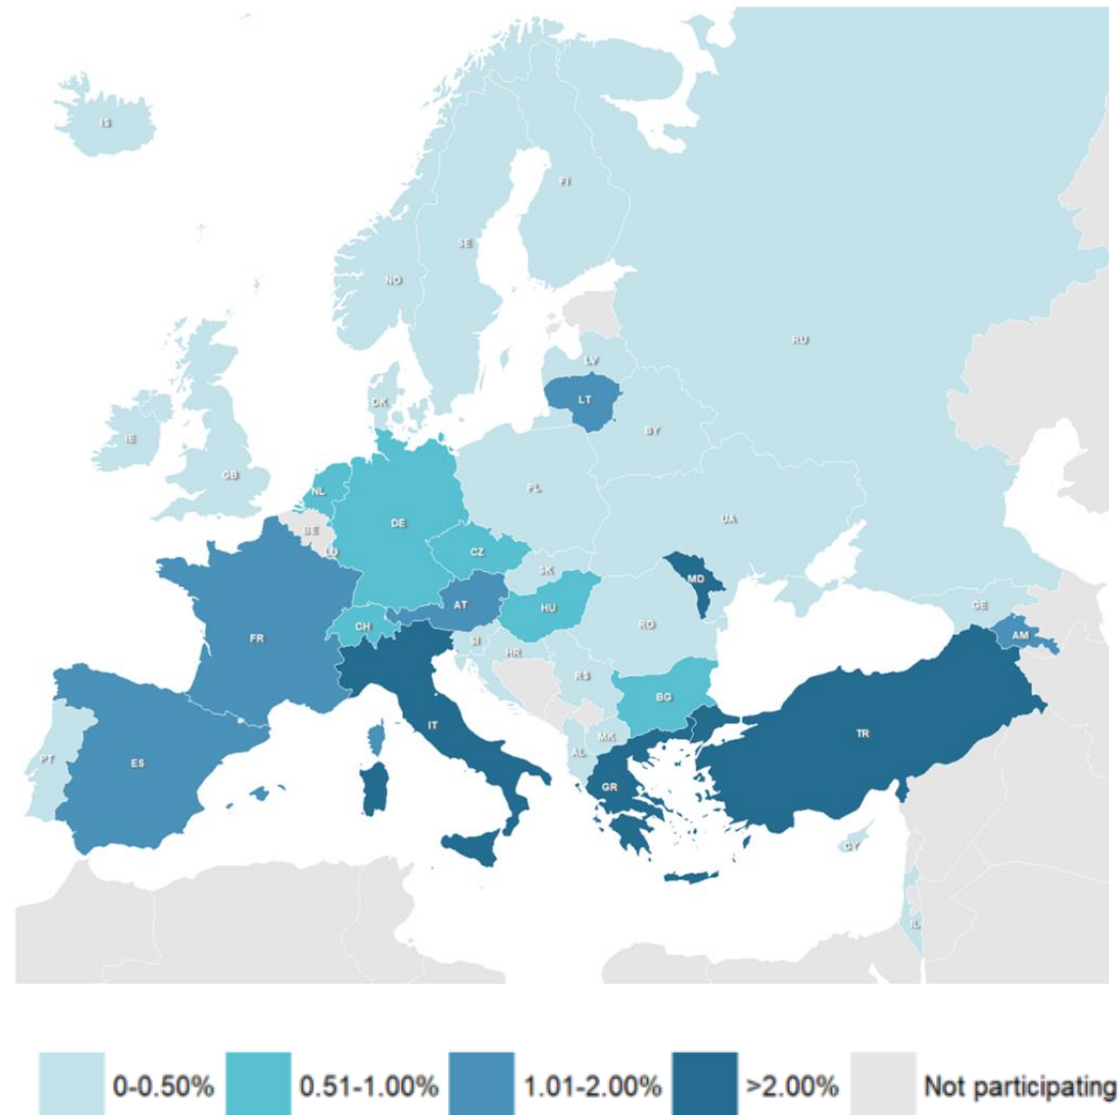 IS
FI
SE
NO
RU
LV
DK
LT
BY
IE
GB
PL
NL
UA
DE
BE
LU
CZ
SK
MD
AT
HU
GE
CH
RO
FR
AM
SI
HR
RS
BG
IT
TR
MK
AL
PT
ES
GR
CY
IL
0-0.50% 0.51-1.00% 1.01-2.00% >2.00% Not participating